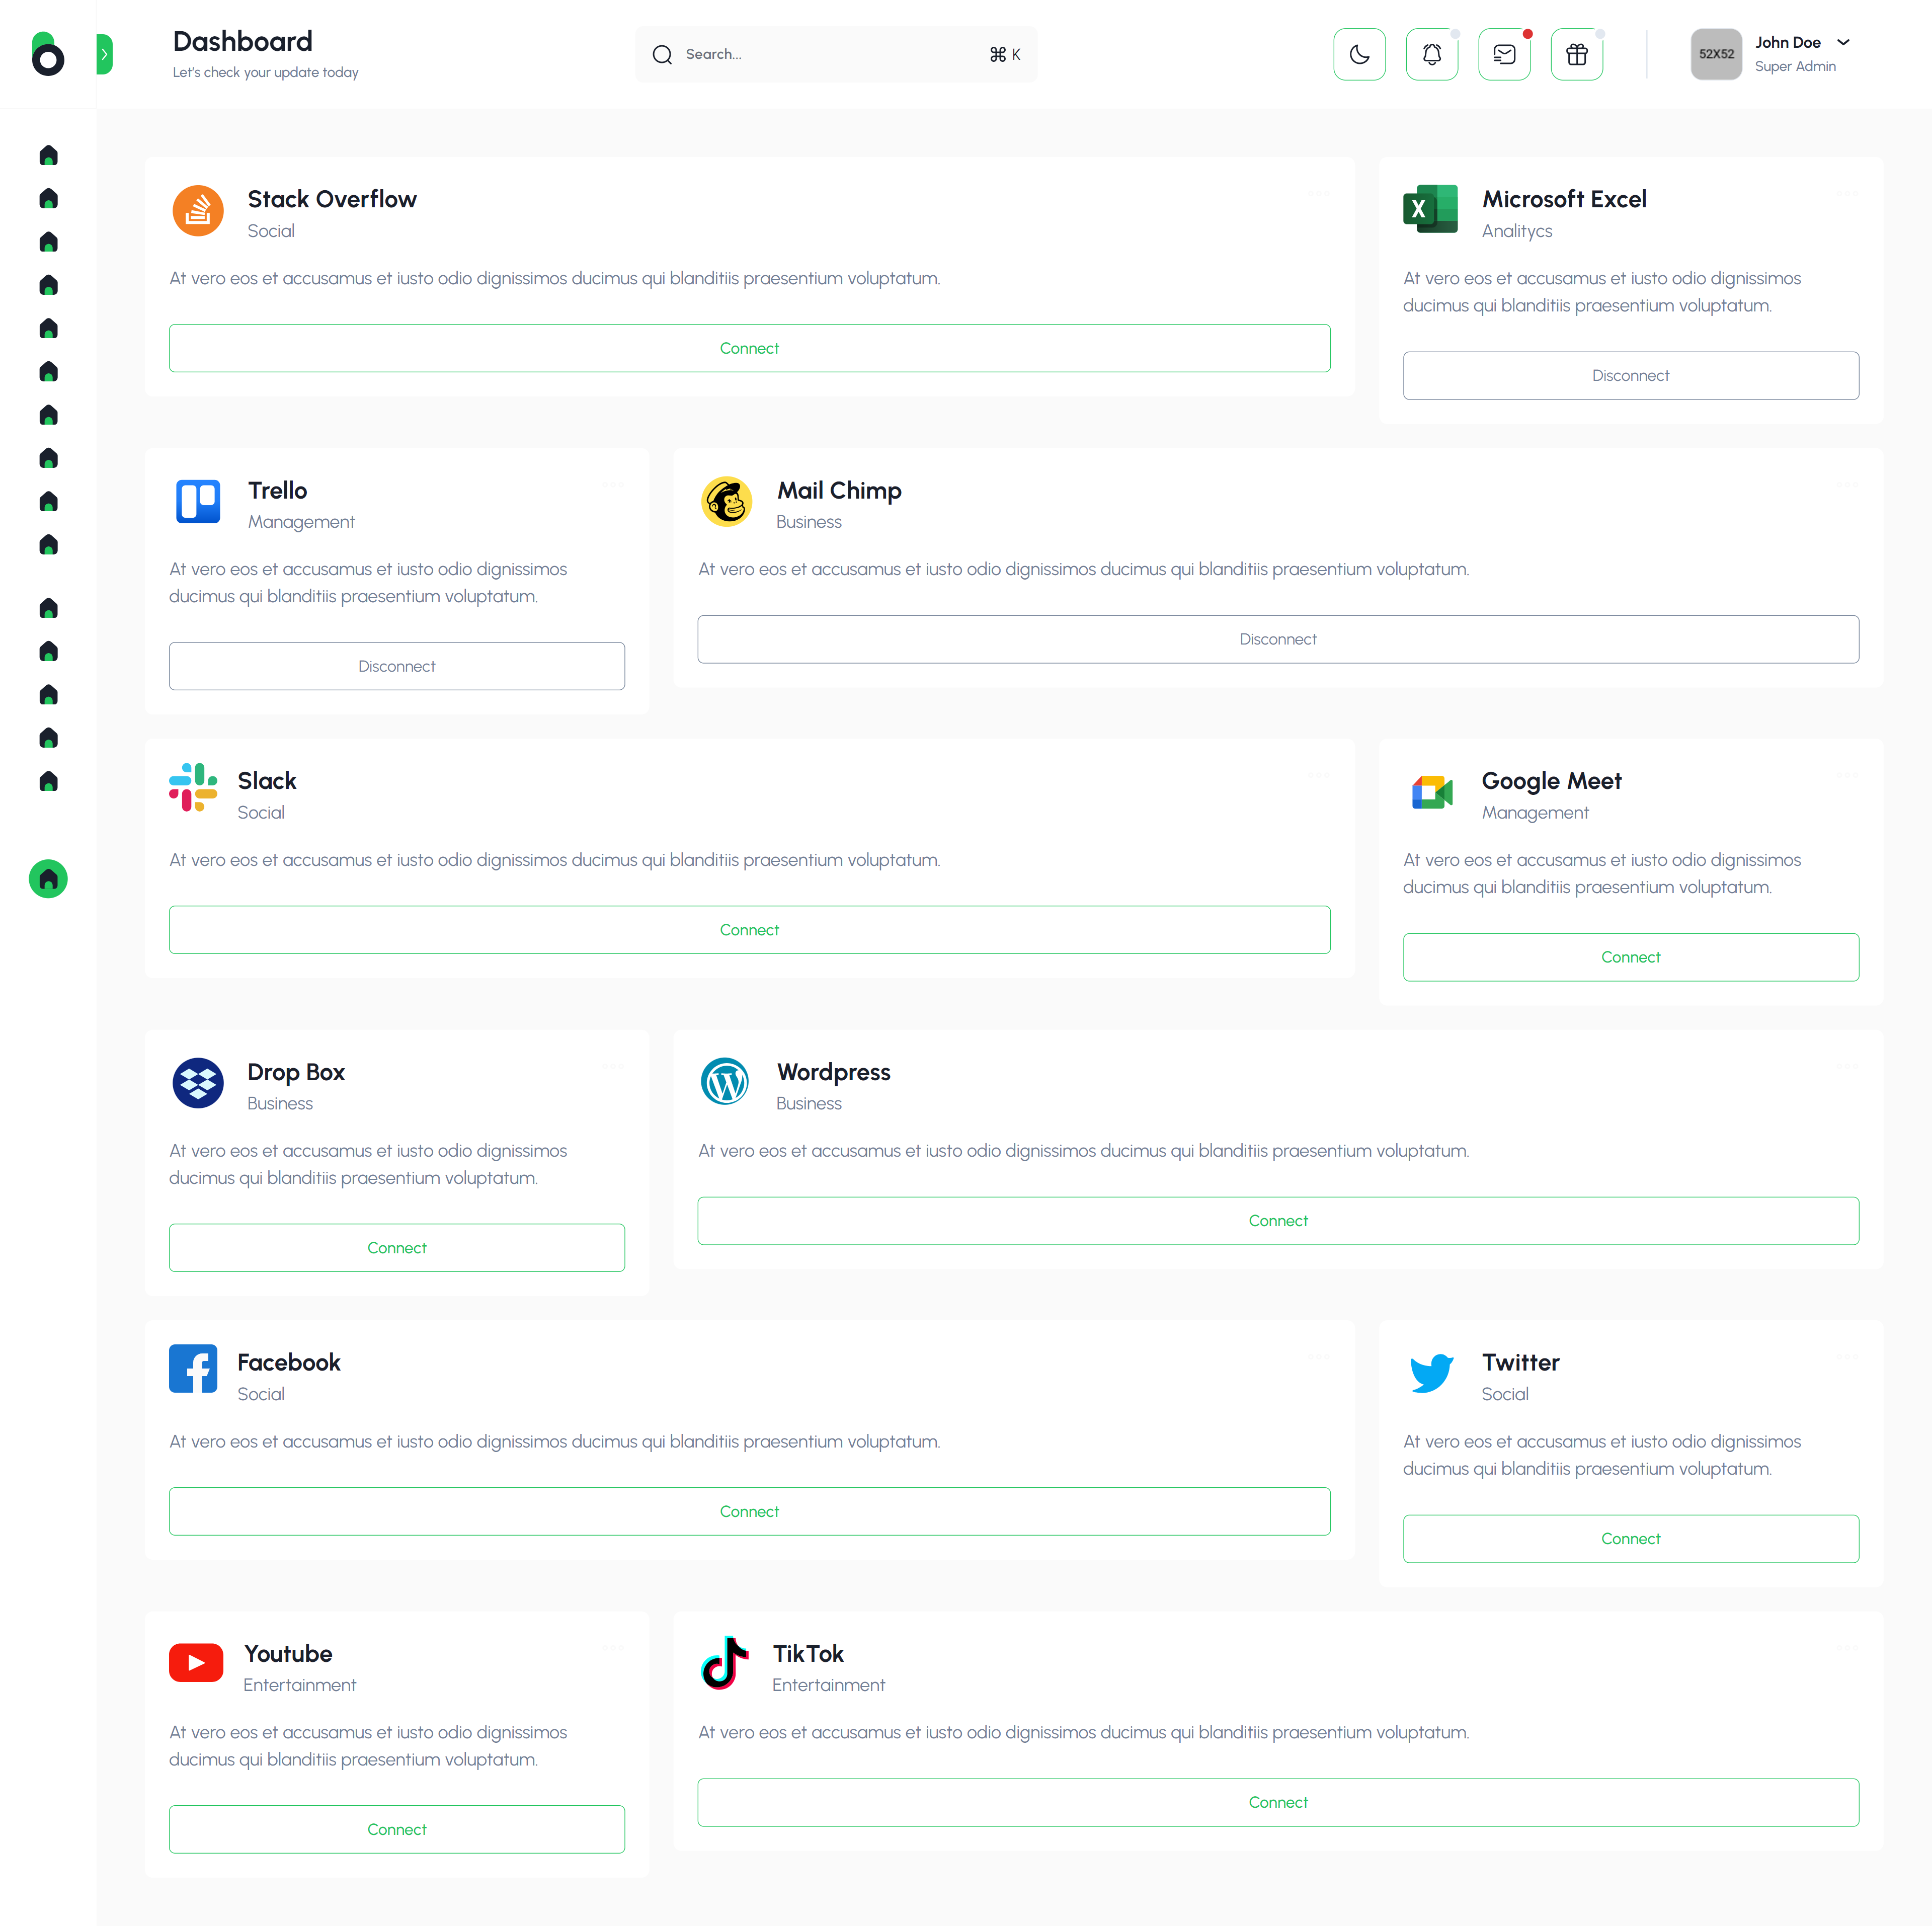 Dashboard
Let's check your update today
Search...
⌘ K
52X52
John Doe
Super Admin
Stack Overflow
Social
At vero eos et accusamus et iusto odio dignissimos ducimus qui blanditiis praesentium voluptatum.
Connect
Microsoft Excel
Analitycs
At vero eos et accusamus et iusto odio dignissimos
ducimus qui blanditiis praesentium voluptatum.
Disconnect
Trello
Management
At vero eos et accusamus et iusto odio dignissimos
ducimus qui blanditiis praesentium voluptatum.
Disconnect
Mail Chimp
Business
At vero eos et accusamus et iusto odio dignissimos ducimus qui blanditiis praesentium voluptatum.
Disconnect
Slack
Social
At vero eos et accusamus et iusto odio dignissimos ducimus qui blanditiis praesentium voluptatum.
Connect
Google Meet
Management
At vero eos et accusamus et iusto odio dignissimos
ducimus qui blanditiis praesentium voluptatum.
Connect
Drop Box
Business
At vero eos et accusamus et iusto odio dignissimos
ducimus qui blanditiis praesentium voluptatum.
Connect
Wordpress
Business
At vero eos et accusamus et iusto odio dignissimos ducimus qui blanditiis praesentium voluptatum.
Connect
Facebook
Social
At vero eos et accusamus et iusto odio dignissimos ducimus qui blanditiis praesentium voluptatum.
Connect
Twitter
Social
At vero eos et accusamus et iusto odio dignissimos
ducimus qui blanditiis praesentium voluptatum.
Connect
Youtube
Entertainment
At vero eos et accusamus et iusto odio dignissimos
ducimus qui blanditiis praesentium voluptatum.
Connect
TikTok
Entertainment
At vero eos et accusamus et iusto odio dignissimos ducimus qui blanditiis praesentium voluptatum.
Connect